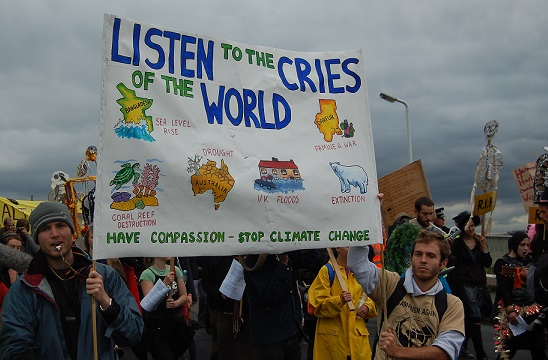 LISTEN TO THE CRIES
OF THE WORLD
BANGLADESH
SEA LEVEL
RISE
DROUGHT
AUSTRALIA
FAMINE & WAR
CORAL REEF
DESTRUCTION
U.K. FLOODS
EXTINCTION
HAVE COMPASSION - STOP CLIMATE CHANGE
R.I.P.